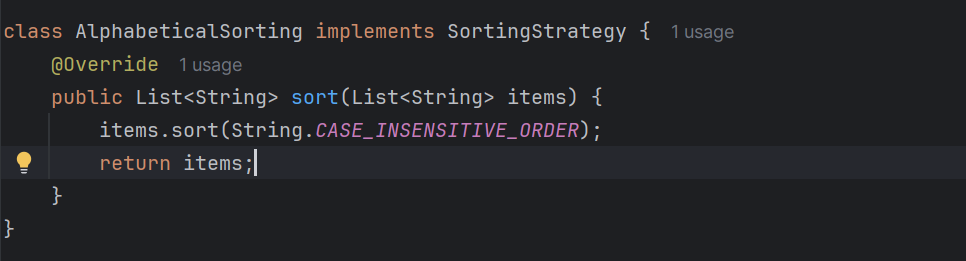 class AlphabeticalSorting implements SortingStrategy {  1 usage
    @Override  1 usage
    public List<String> sort(List<String> items) {
        items.sort(String.CASE_INSENSITIVE_ORDER);
        return items;
    }
}